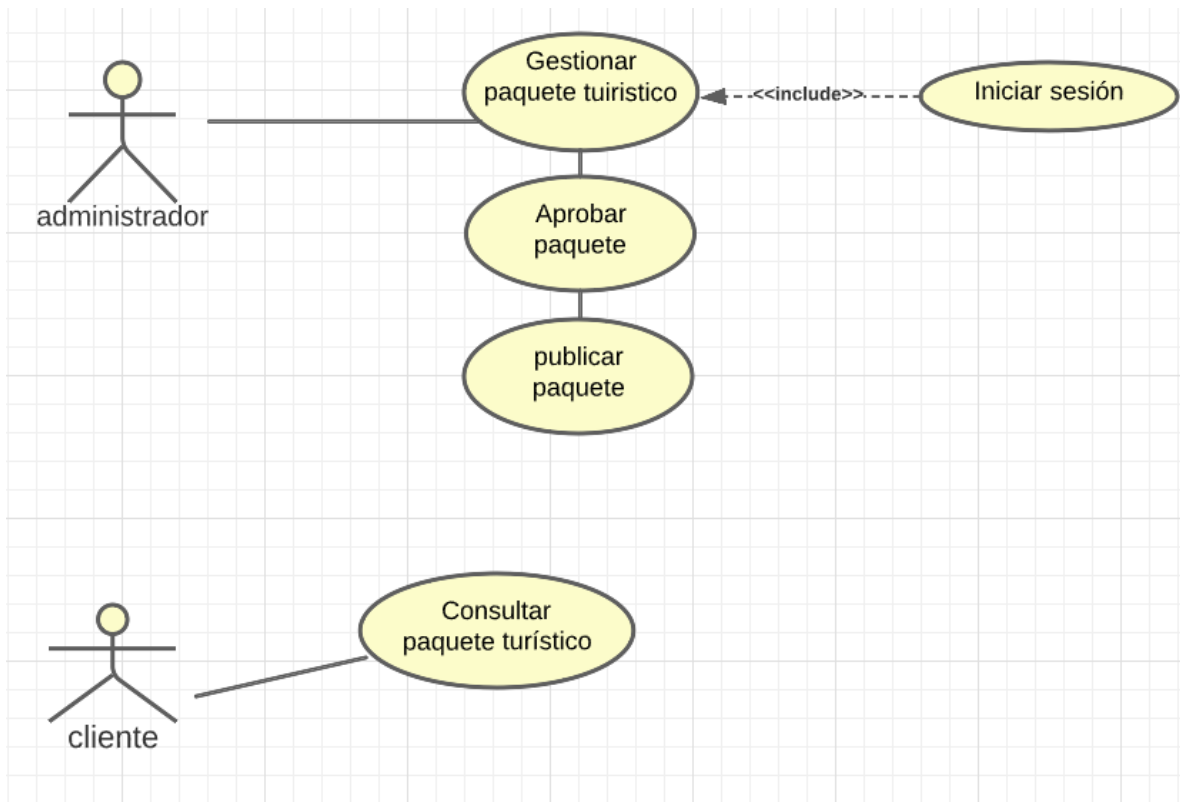 Gestionar
paquete tuiristico
<<include>>
Iniciar sesión
administrador
Aprobar
paquete
publicar
paquete
Consultar
paquete turístico
cliente